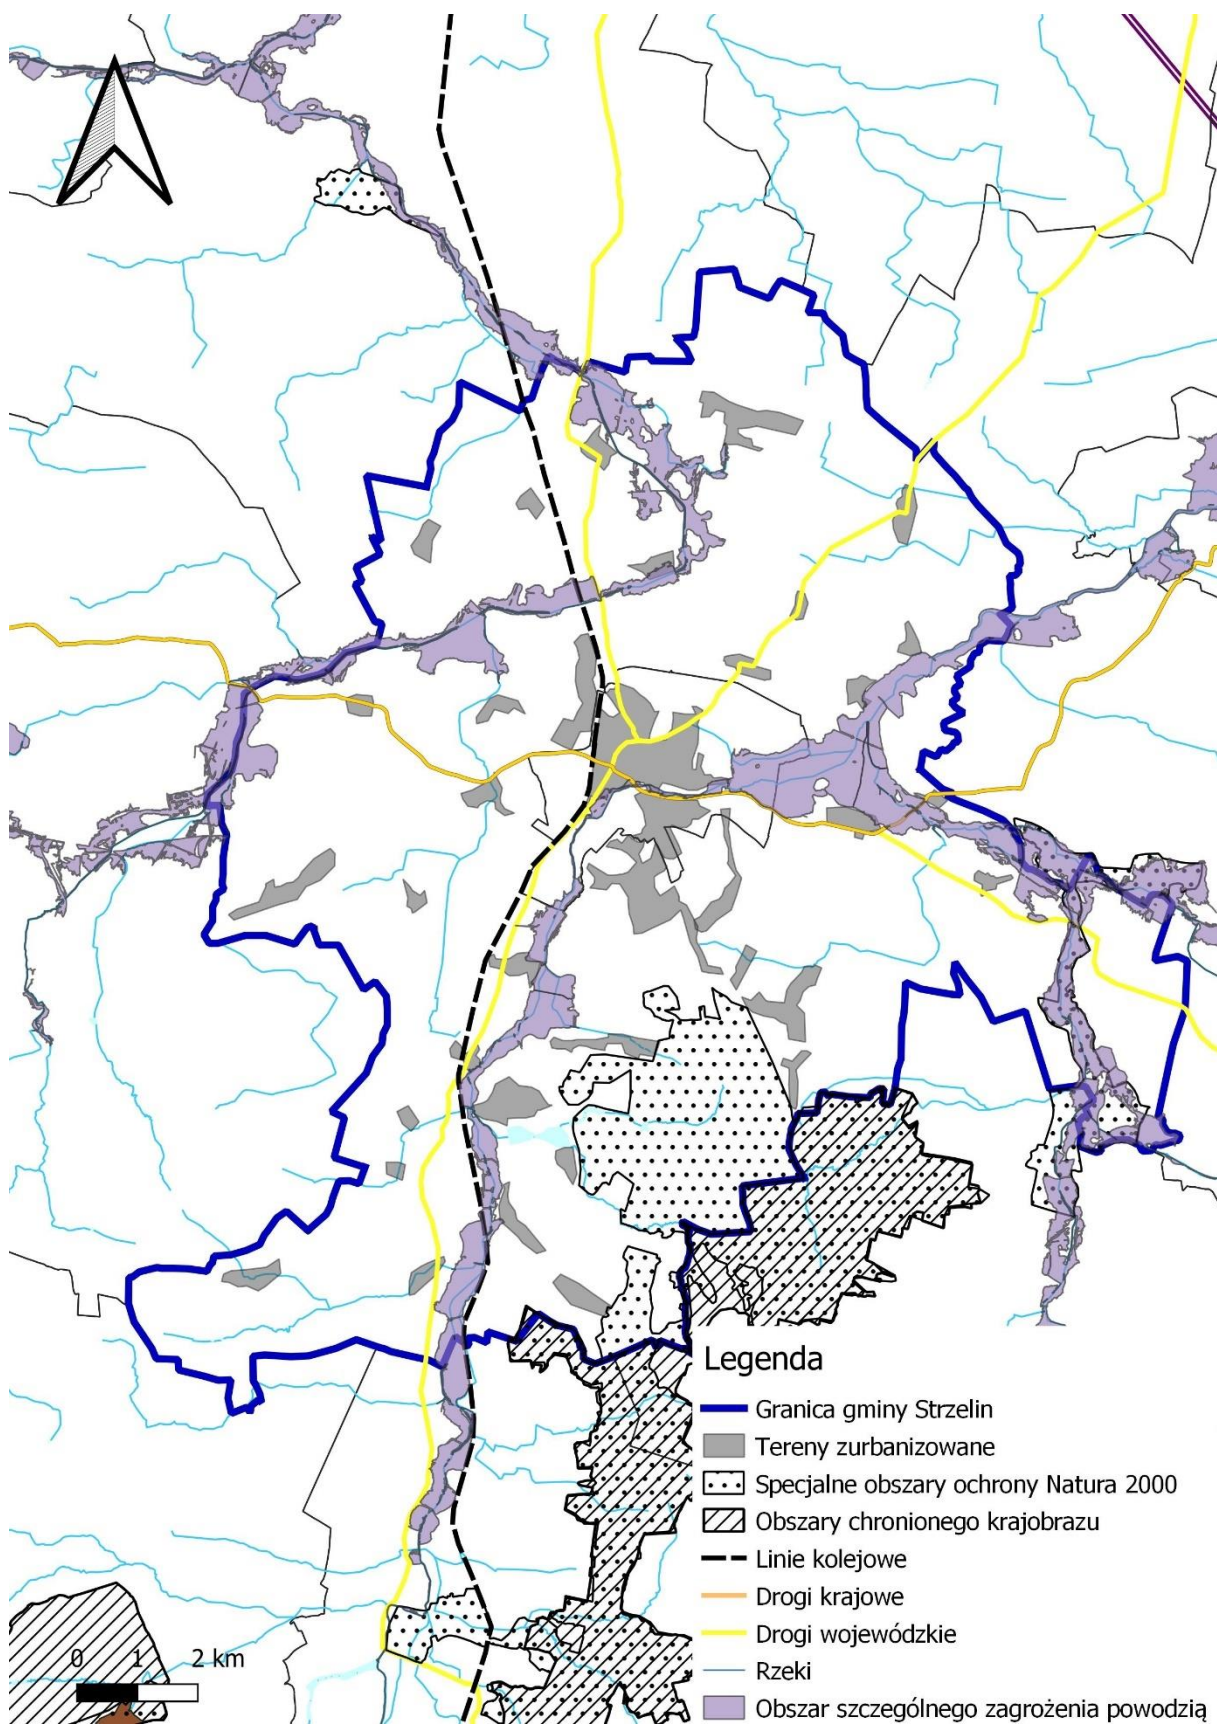 Legenda
Granica gminy Strzelin
Tereny zurbanizowane
Specjalne obszary ochrony Natura 2000
Obszary chronionego krajobrazu
Linie kolejowe
Drogi krajowe
Drogi wojewódzkie
Rzeki
Obszar szczególnego zagrożenia powodzią
0 1 2 km